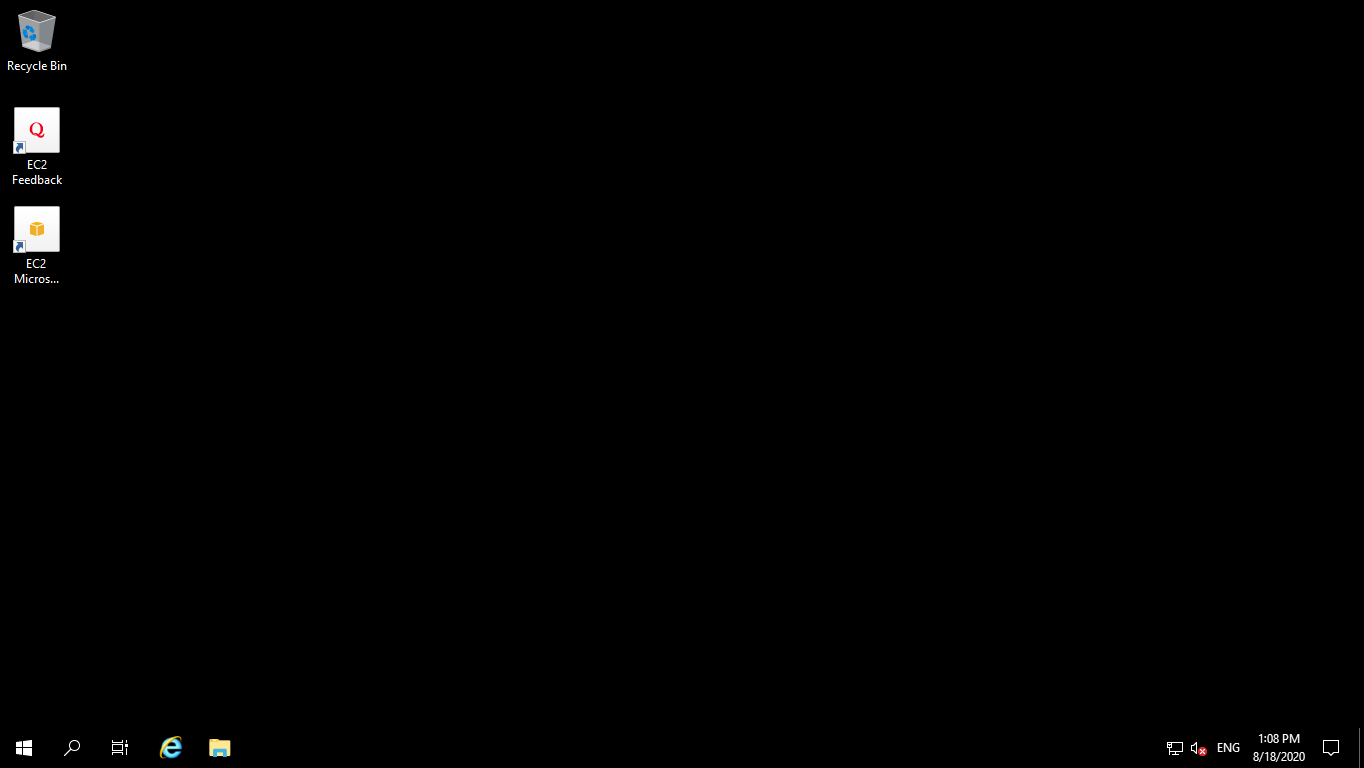 Recycle Bin
Q
EC2
Feedback
EC2
Micros...
ENG
1:08 PM
8/18/2020